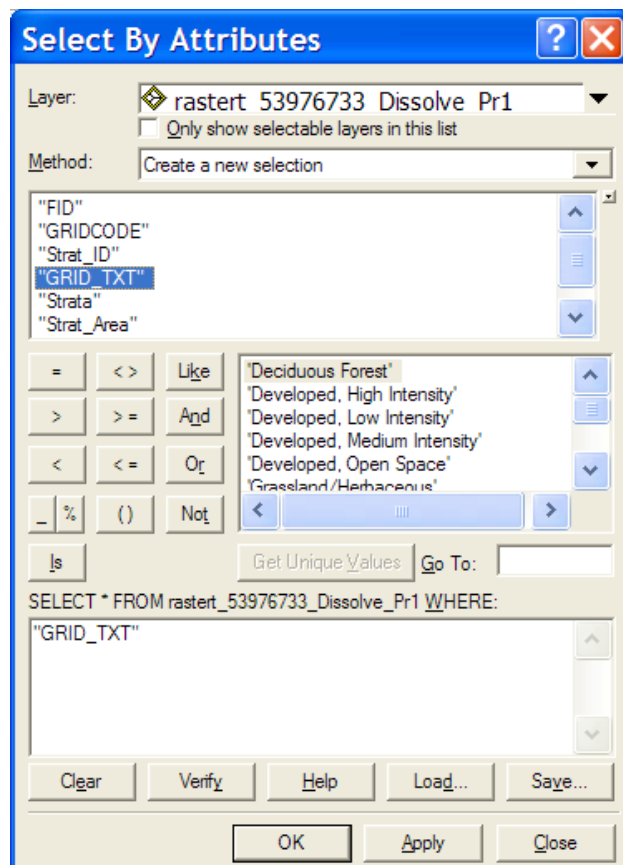 Select By Attributes
Layer: rastert_53976733_Dissolve_Pr1
Only show selectable layers in this list
Method: Create a new selection
"FID"
"GRIDCODE"
"Strat_ID"
"GRID_TXT"
"Strata"
"Strat_Area"
= < > Like 'Deciduous Forest'
'Developed, High Intensity'
> > = And 'Developed, Low Intensity'
'Developed, Medium Intensity'
< < = Or 'Developed, Open Space'
'Grassland/Herbaceous'
_ % ( ) Not
Is Get Unique Values Go To:
SELECT * FROM rastert_53976733_Dissolve_Pr1 WHERE:
"GRID_TXT"
Clear Verify Help Load... Save...
OK Apply Close